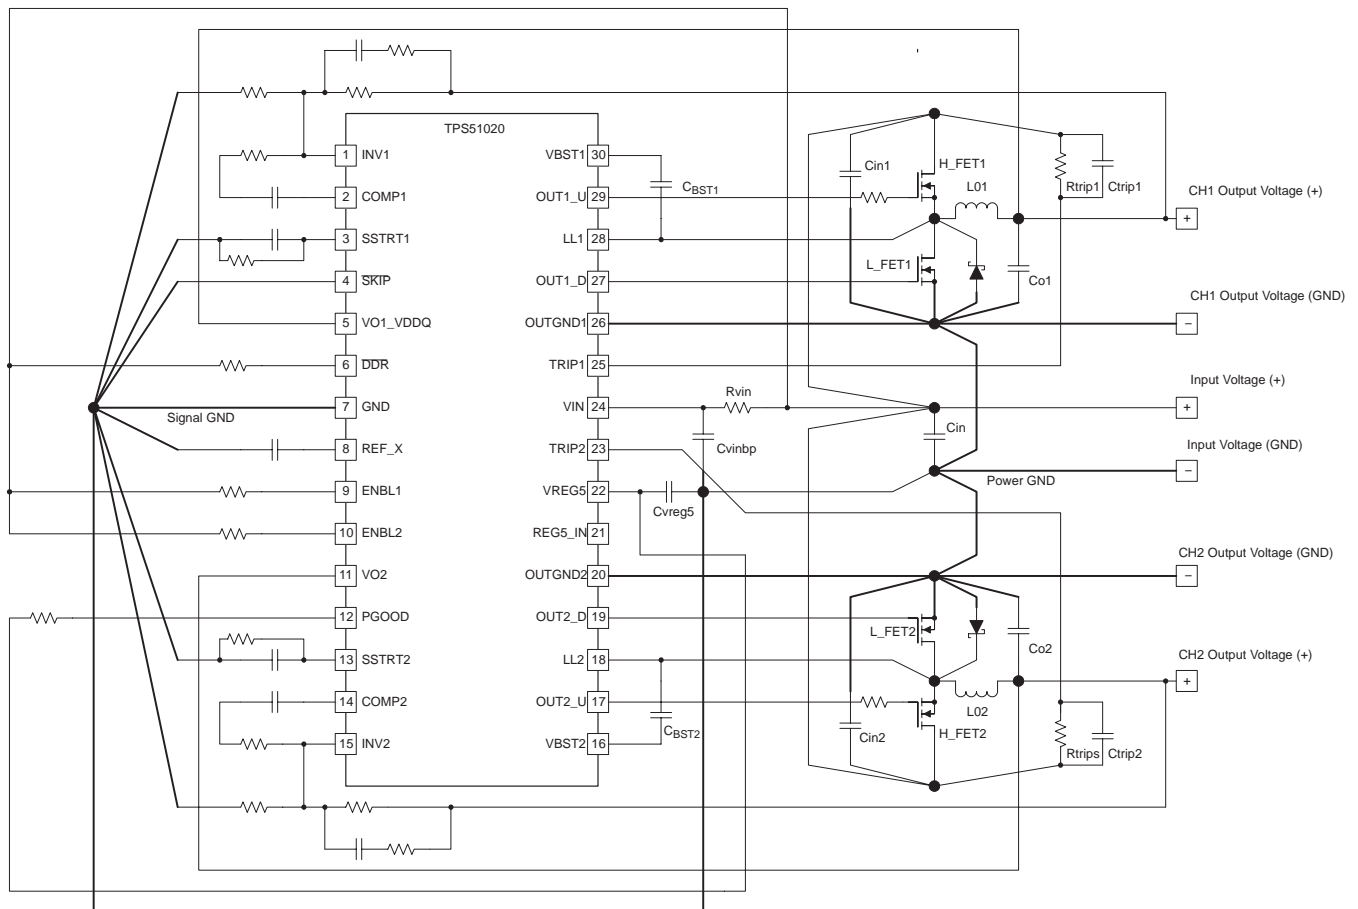 TPS51020
1 INV1
2 COMP1
3 SSTRT1
4 SKIP
5 VO1_VDDQ
6 DDR
7 GND
8 REF_X
9 ENBL1
10 ENBL2
11 VO2
12 PGOOD
13 SSTRT2
14 COMP2
15 INV2
VBST1 30
OUT1_U 29
LL1 28
OUT1_D 27
OUTGND1 26
TRIP1 25
VIN 24
TRIP2 23
VREG5 22
REG5_IN 21
OUTGND2 20
OUT2_D 19
LL2 18
OUT2_U 17
VBST2 16
Signal GND
CBST1
Rvin
Cvinbp
Cvreg5
CBST2
Cin1
H_FET1
L01
L_FET1
Co1
Rtrip1
Ctrip1
Cin
Power GND
L_FET2
Co2
L02
Cin2
H_FET2
Rtrips
Ctrip2
CH1 Output Voltage (+)
+
CH1 Output Voltage (GND)
−
Input Voltage (+)
+
Input Voltage (GND)
−
CH2 Output Voltage (GND)
−
CH2 Output Voltage (+)
+